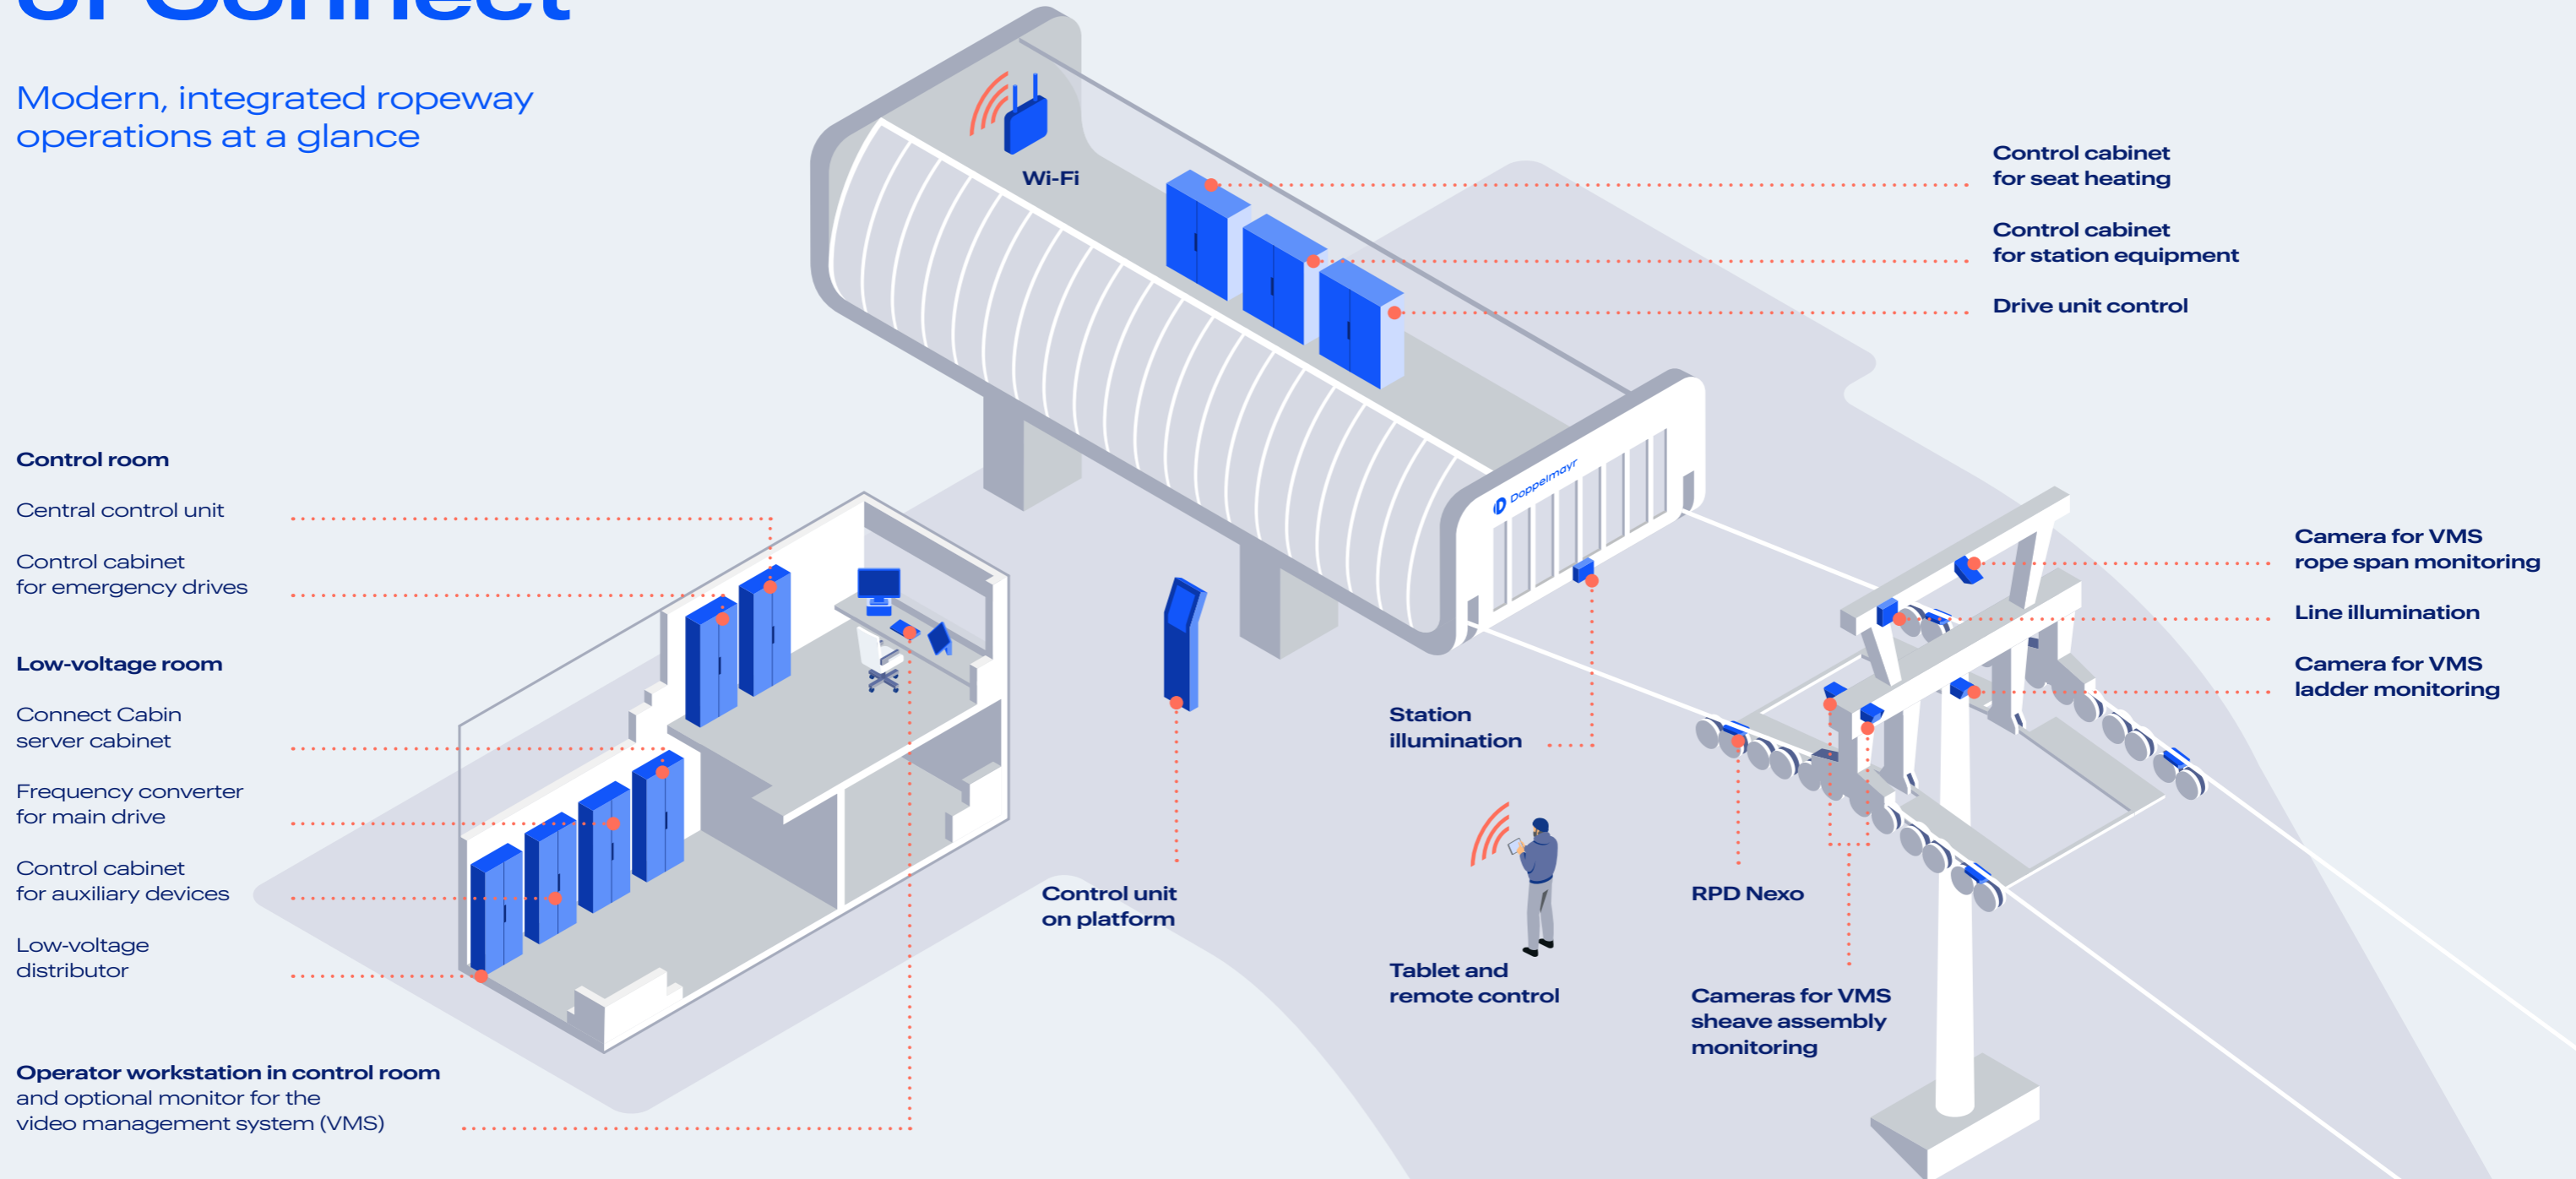 of Connect
Modern, integrated ropeway
operations at a glance
Wi-Fi
Control cabinet
for seat heating
Control cabinet
for station equipment
Drive unit control
Doppelmayr
Control room
Central control unit
Control cabinet
for emergency drives
Low-voltage room
Connect Cabin
server cabinet
Frequency converter
for main drive
Control cabinet
for auxiliary devices
Low-voltage
distributor
Operator workstation in control room
and optional monitor for the
video management system (VMS)
Control unit
on platform
Station
illumination
Tablet and
remote control
RPD Nexo
Cameras for VMS
sheave assembly
monitoring
Camera for VMS
rope span monitoring
Line illumination
Camera for VMS
ladder monitoring